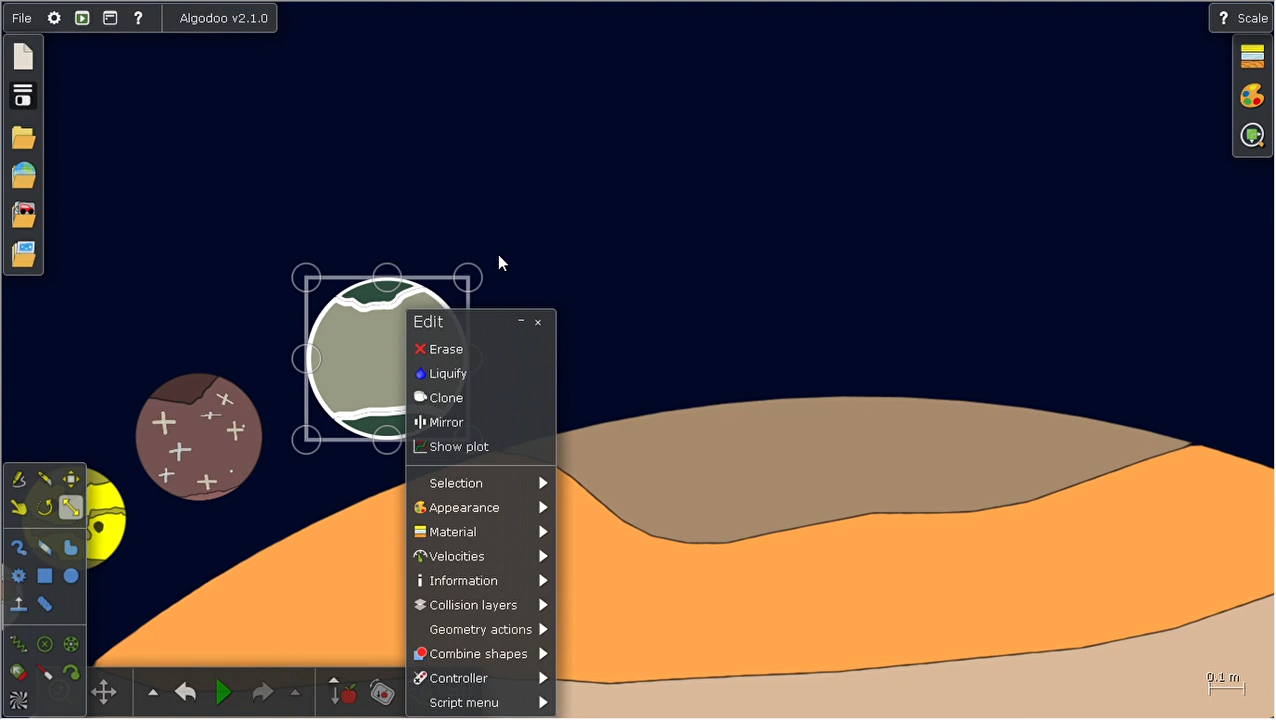 File ? Algodoo v2.1.0 ? Scale
Edit
Erase
Liquify
Clone
Mirror
Show plot
Selection
Appearance
Material
Velocities
Information
Collision layers
Geometry actions
Combine shapes
Controller
Script menu
0.1 m